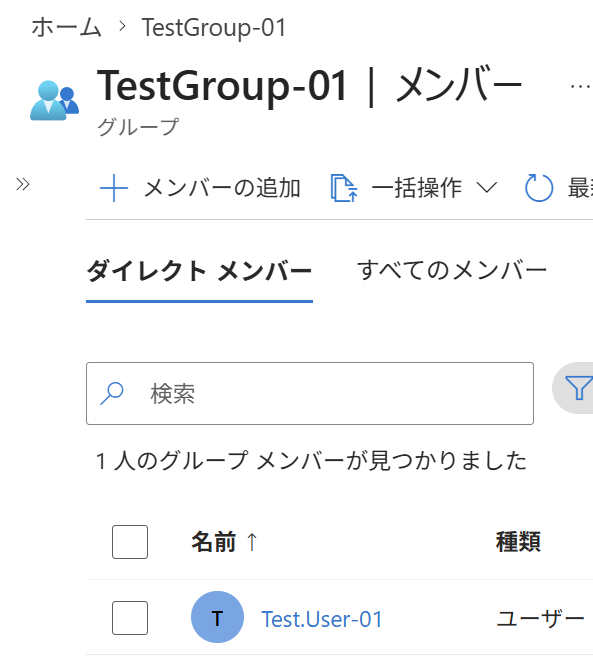 ホーム > TestGroup-01
TestGroup-01 | メンバー ...
グループ
メンバーの追加 一括操作 最
ダイレクト メンバー すべてのメンバー
検索
1 人のグループ メンバーが見つかりました
名前 ↑ 種類
T Test.User-01 ユーザー